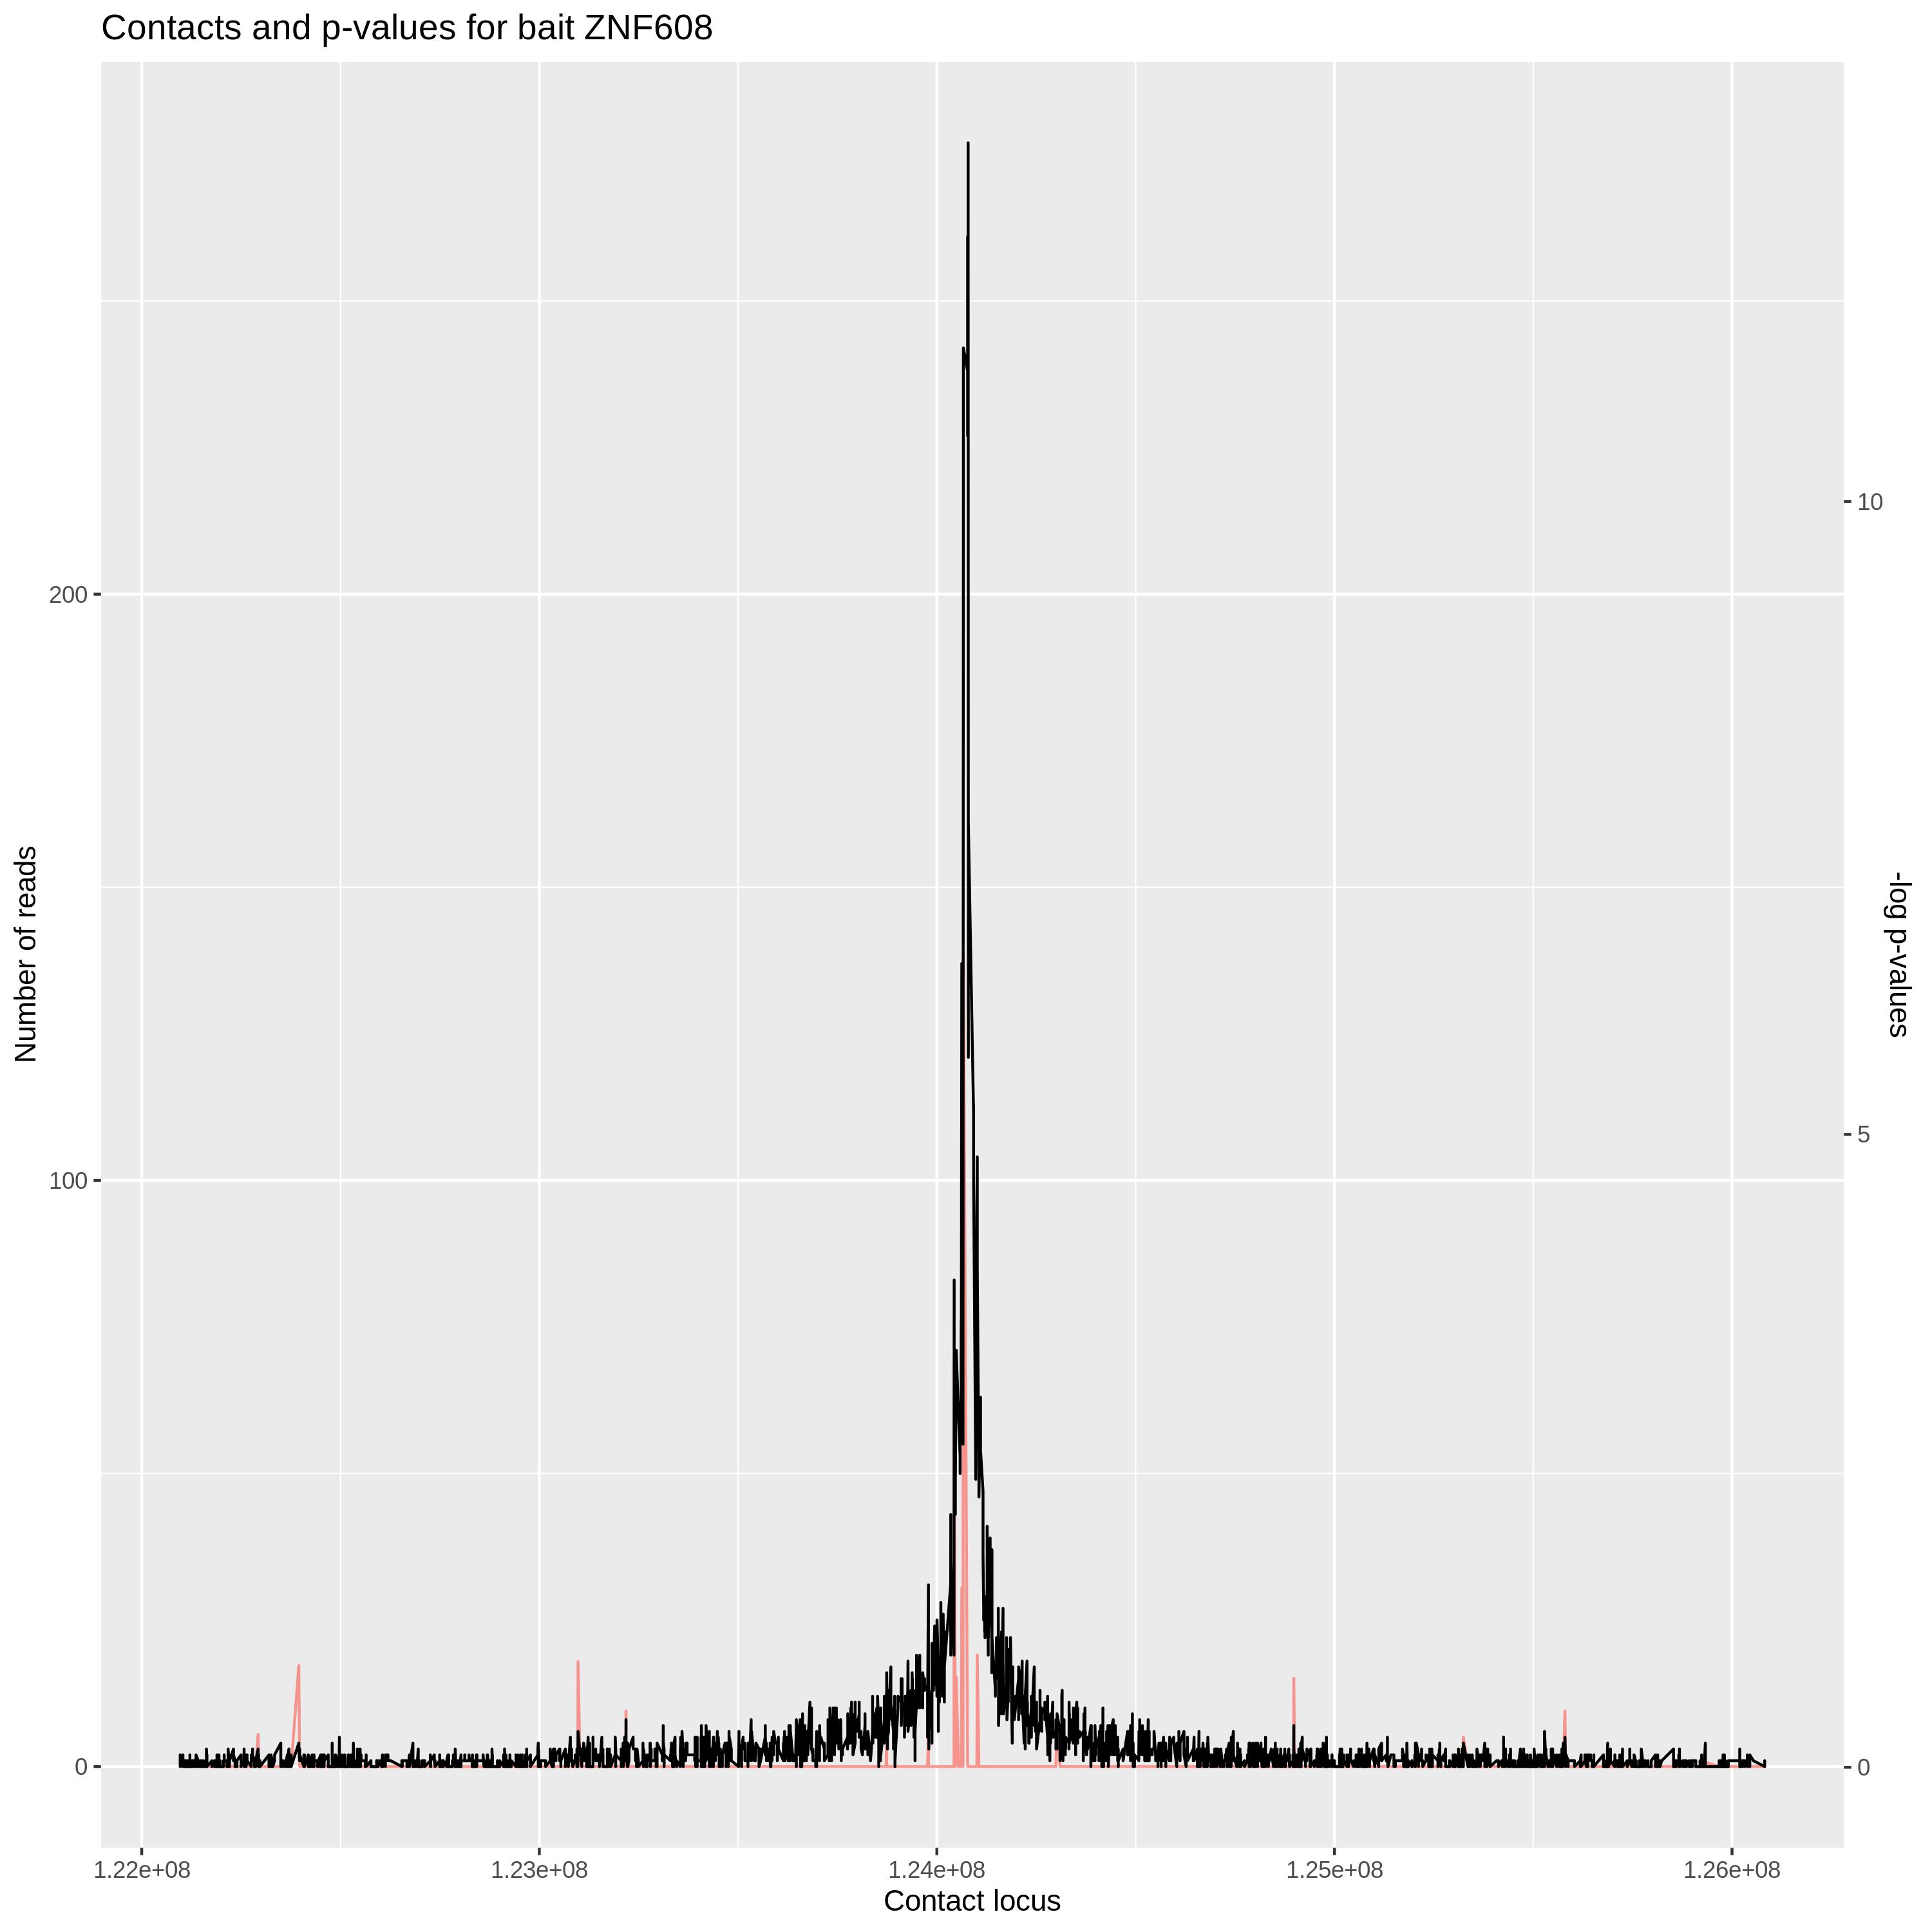 Contacts and p-values for bait ZNF608
Number of reads
200
100
0
10
5
0
-log p-values
1.22e+08 1.23e+08 1.24e+08 1.25e+08 1.26e+08
Contact locus